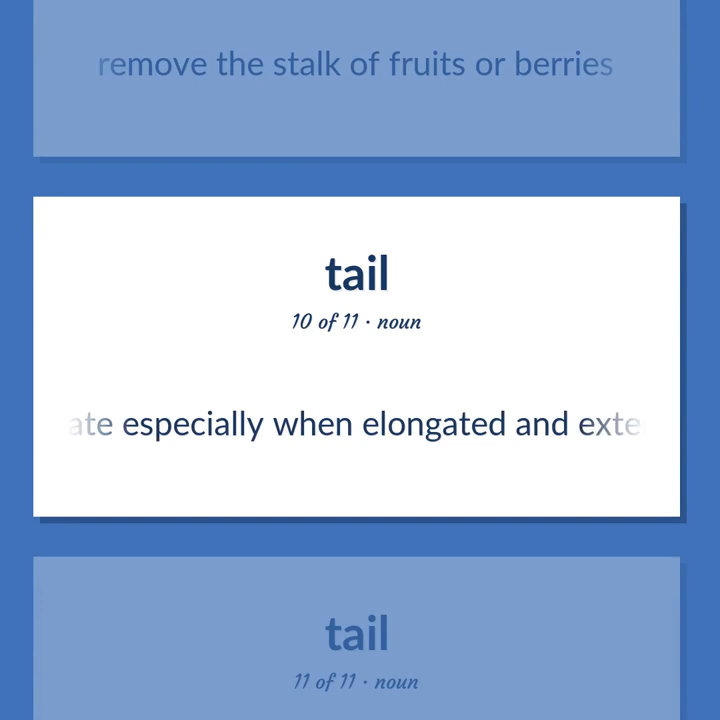 remove the stalk of fruits or berries
tail
10 of 11 · noun
especially when elongated and
tail
11 of 11 · noun